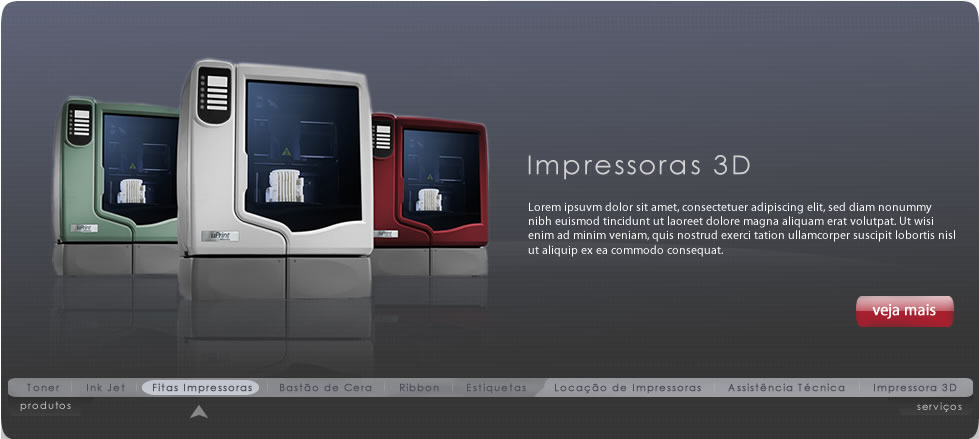 Impressoras 3D
Lorem ipsuvm dolor sit amet, consectetuer adipiscing elit, sed diam nonummy
nibh euismod tincidunt ut laoreet dolore magna aliquam erat volutpat. Ut wisi
enim ad minim veniam, quis nostrud exerci tation ullamcorper suscipit lobortis nisl
ut aliquip ex ea commodo consequat.
uPrint
uPrint
veja mais
Toner Ink Jet Fitas Impressoras Bastão de Cera Ribbon Estiquetas Locação de Impressoras Assistência Técnica Impressora 3D
produtos serviços